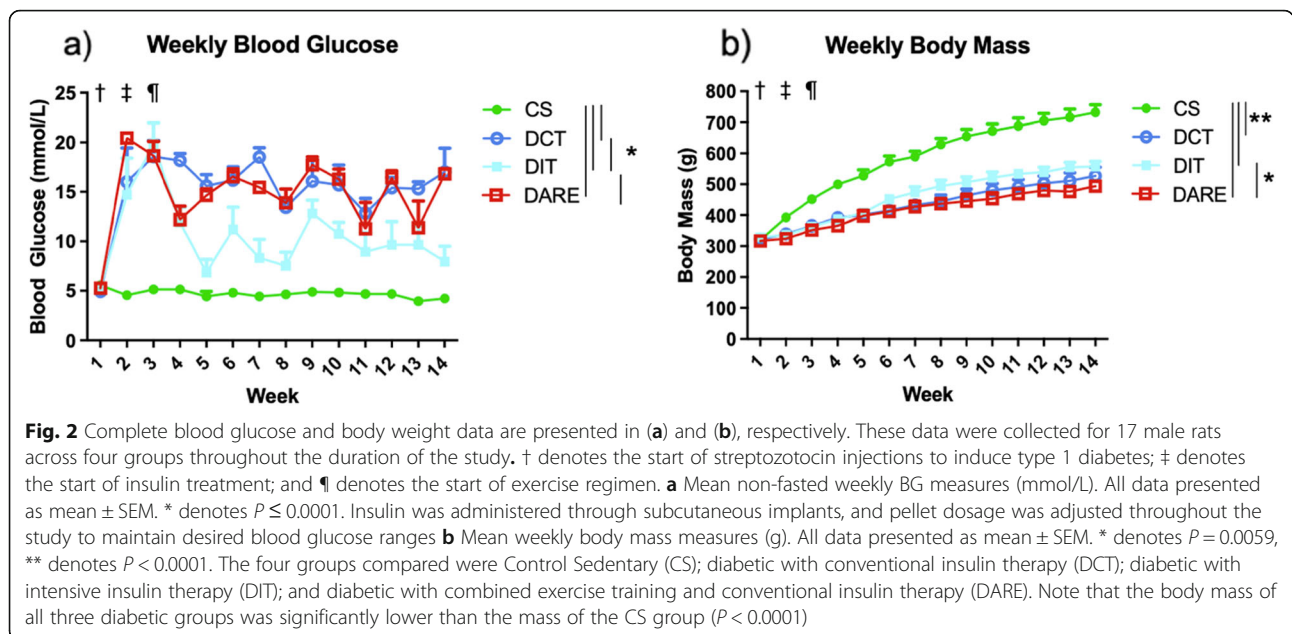 a) Weekly Blood Glucose
† ‡ ¶
25
20
15
10
5
0
Blood Glucose (mmol/L)
1 2 3 4 5 6 7 8 9 10 11 12 13 14
Week
CS
DCT
DIT
DARE
*
b) Weekly Body Mass
† ‡ ¶
800
700
600
500
400
300
200
100
0
Body Mass (g)
1 2 3 4 5 6 7 8 9 10 11 12 13 14
Week
CS
DCT
DIT
DARE
**
*
Fig. 2 Complete blood glucose and body weight data are presented in (a) and (b), respectively. These data were collected for 17 male rats
across four groups throughout the duration of the study. † denotes the start of streptozotocin injections to induce type 1 diabetes; ‡ denotes
the start of insulin treatment; and ¶ denotes the start of exercise regimen. a Mean non-fasted weekly BG measures (mmol/L). All data presented
as mean ± SEM. * denotes P ≤ 0.0001. Insulin was administered through subcutaneous implants, and pellet dosage was adjusted throughout the
study to maintain desired blood glucose ranges b Mean weekly body mass measures (g). All data presented as mean ± SEM. * denotes P = 0.0059,
** denotes P < 0.0001. The four groups compared were Control Sedentary (CS); diabetic with conventional insulin therapy (DCT); diabetic with
intensive insulin therapy (DIT); and diabetic with combined exercise training and conventional insulin therapy (DARE). Note that the body mass of
all three diabetic groups was significantly lower than the mass of the CS group (P < 0.0001)